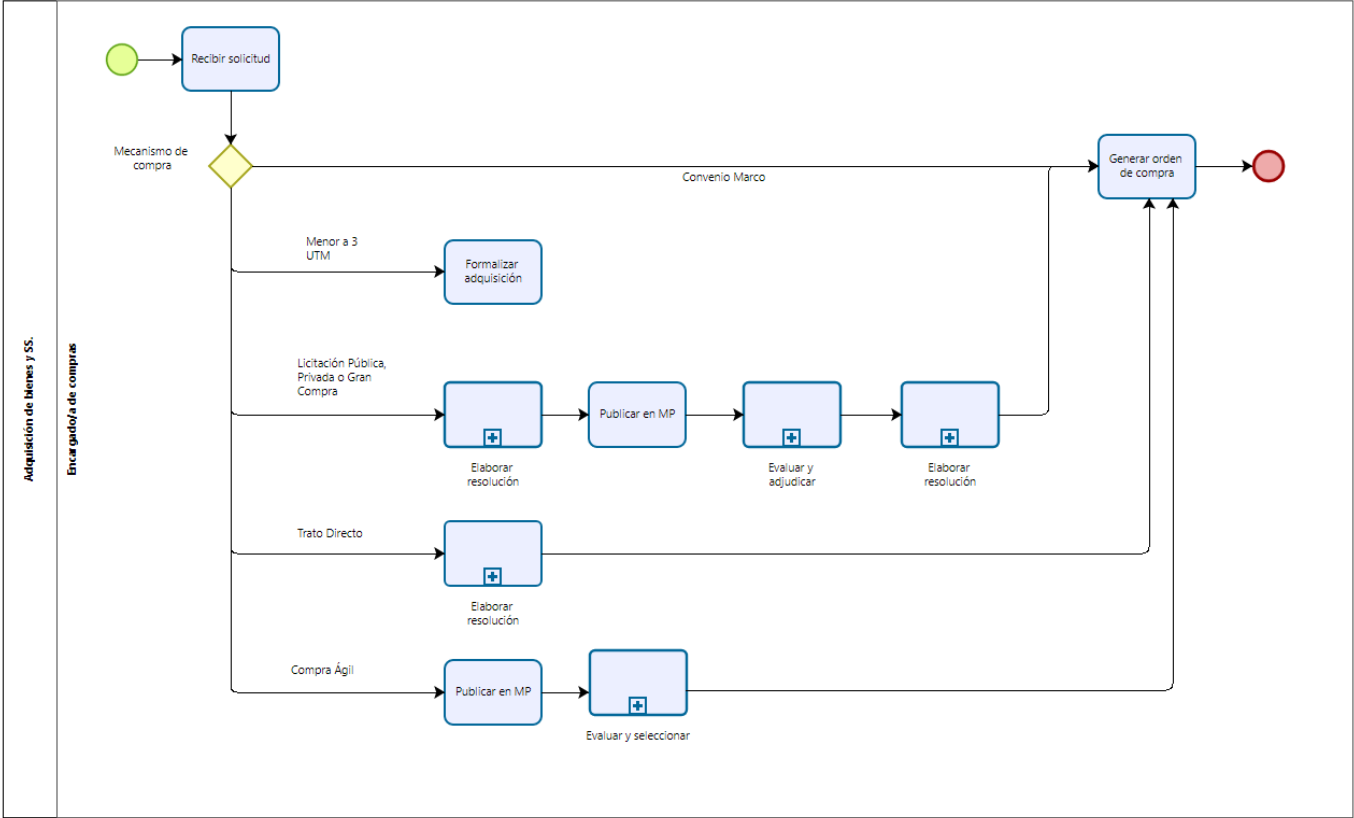 Adquisición de bienes y SS.
Encargado/a de compras
Recibir solicitud
Mecanismo de
compra
Convenio Marco
Generar orden
de compra
Menor a 3
UTM
Formalizar
adquisición
Licitación Pública,
Privada o Gran
Compra
Elaborar
resolución
Publicar en MP
Evaluar y
adjudicar
Elaborar
resolución
Trato Directo
Elaborar
resolución
Compra Ágil
Publicar en MP
Evaluar y seleccionar